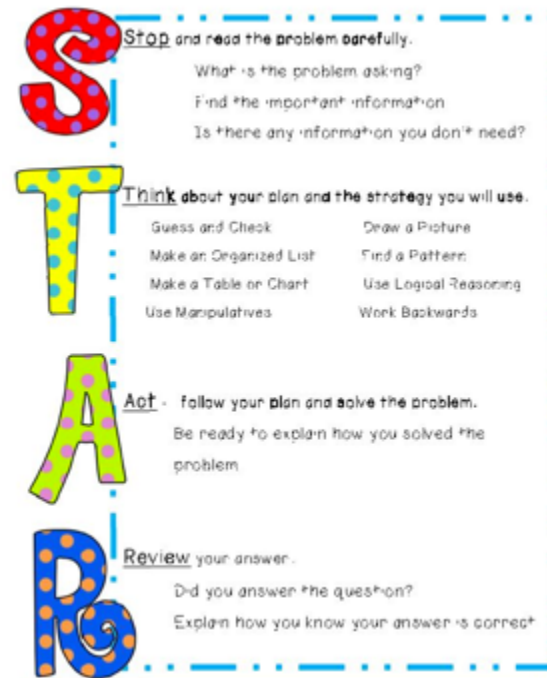 S
Stop and read the problem carefully.
What is the problem asking?
Find the important information
Is there any information you don't need?
T
Think about your plan and the strategy you will use.
Guess and Check
Draw a Picture
Make an Organized List
Find a Pattern
Make a Table or Chart
Use Logical Reasoning
Use Manipulatives
Work Backwards
A
Act - follow your plan and solve the problem.
Be ready to explain how you solved the
problem
R
Review your answer.
Did you answer the question?
Explain how you know your answer is correct